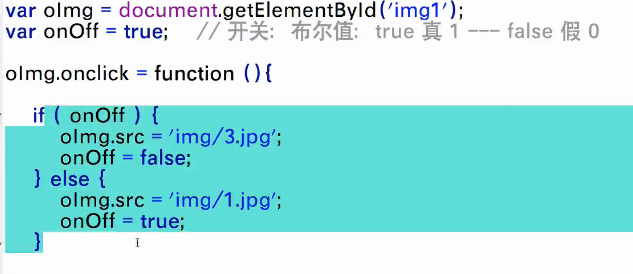 var oImg = document.getElementById('img1');
var onOff = true;   // 开关：布尔值：true 真 1 --- false 假 0
oImg.onclick = function (){
if ( onOff ) {
oImg.src = 'img/3.jpg';
onOff = false;
} else {
oImg.src = 'img/1.jpg';
onOff = true;
}